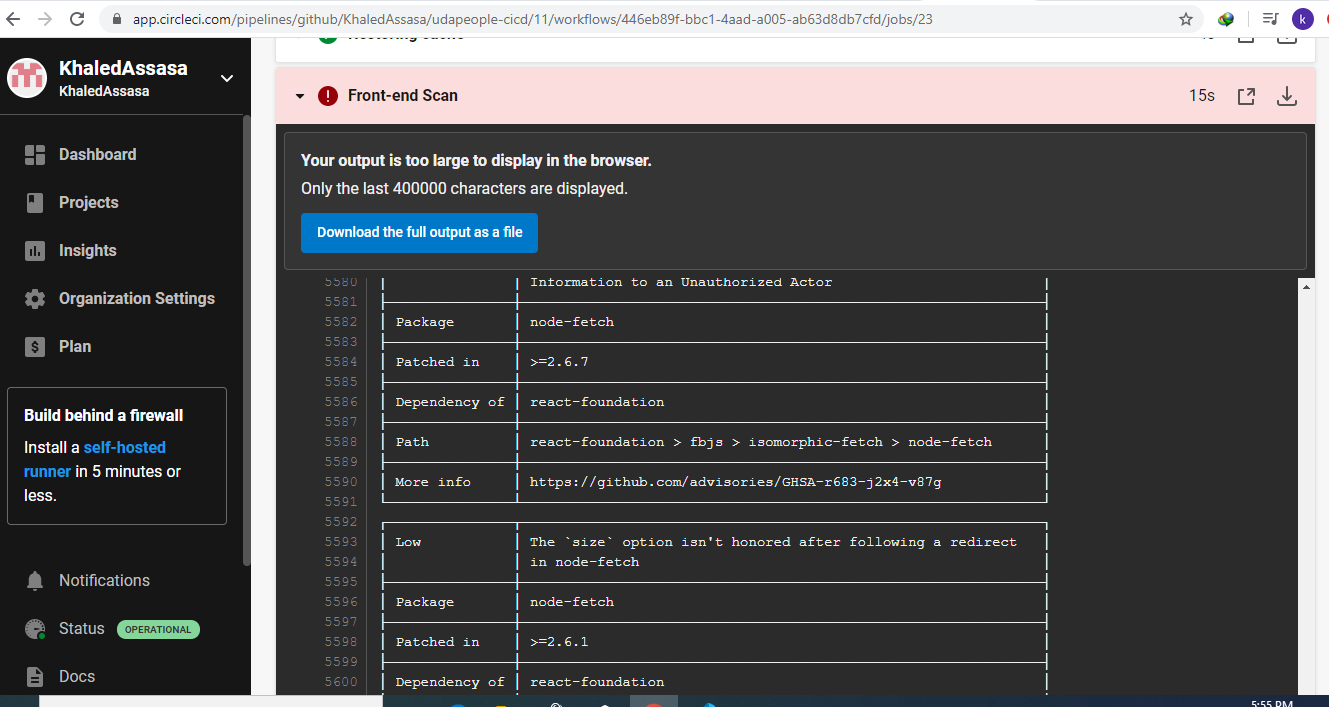 app.circleci.com/pipelines/github/KhaledAssasa/udapeople-cicd/11/workflows/446eb89f-bbc1-4aad-a005-ab63d8db7cfd/jobs/23
k
KhaledAssasa
KhaledAssasa
Dashboard
Projects
Insights
Organization Settings
Plan
Build behind a firewall
Install a self-hosted
runner in 5 minutes or
less.
Notifications
Status OPERATIONAL
Docs
Restoring cache
Front-end Scan 15s
Your output is too large to display in the browser.
Only the last 400000 characters are displayed.
Download the full output as a file
5580 Information to an Unauthorized Actor
5581
5582 Package node-fetch
5583
5584 Patched in >=2.6.7
5585
5586 Dependency of react-foundation
5587
5588 Path react-foundation > fbjs > isomorphic-fetch > node-fetch
5589
5590 More info https://github.com/advisories/GHSA-r683-j2x4-v87g
5591
5592
5593 Low The `size` option isn't honored after following a redirect
5594 in node-fetch
5595
5596 Package node-fetch
5597
5598 Patched in >=2.6.1
5599
5600 Dependency of react-foundation
5:55 PM